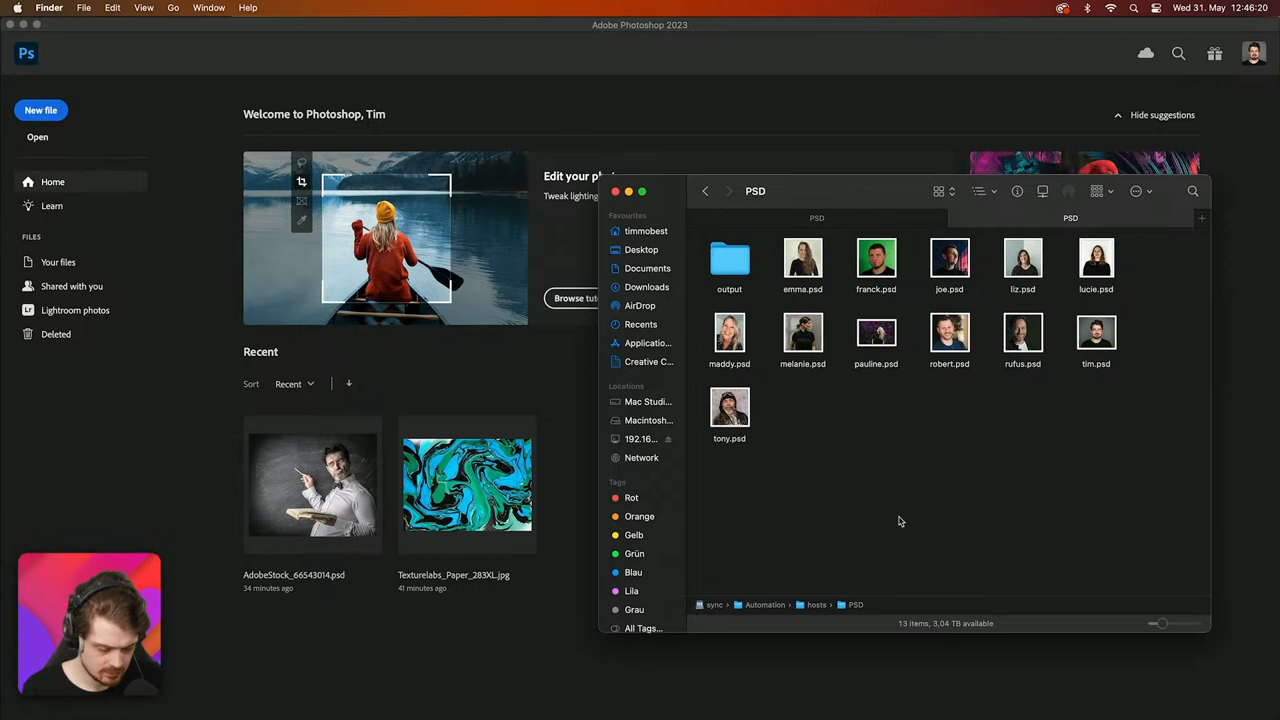 Finder File Edit View Go Window Help
Wed 31. May 12:46:20
Adobe Photoshop 2023
Ps
New file
Open
Home
Learn
FILES
Your files
Shared with you
Lr Lightroom photos
Deleted
Welcome to Photoshop, Tim
Hide suggestions
Edit your ph
Tweak lighting
Browse tut
Recent
Sort Recent
AdobeStock_66543014.psd
34 minutes ago
Texturelabs_Paper_283XL.jpg
41 minutes ago
PSD
PSD PSD
Favourites
timmobest
Desktop
Documents
Downloads
AirDrop
Recents
Applicatio...
Creative C...
Locations
Mac Studi...
Macintosh...
192.16...
Network
Tags
Rot
Orange
Gelb
Grün
Blau
Lila
Grau
All Tags...
output emma.psd franck.psd joe.psd liz.psd lucie.psd
maddy.psd melanie.psd pauline.psd robert.psd rufus.psd tim.psd
tony.psd
sync › Automation › hosts › PSD
13 items, 3,04 TB available